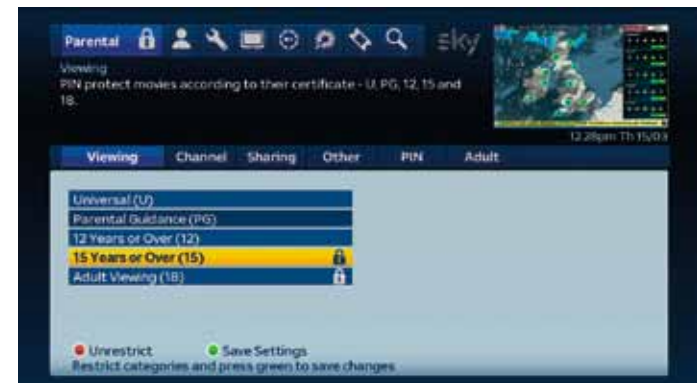 Parental
sky
Viewing
PIN protect movies according to their certificate - U, PG, 12, 15 and
18.
12.28pm Th 15/03
Viewing Channel Sharing Other PIN Adult
Universal (U)
Parental Guidance (PG)
12 Years or Over (12)
15 Years or Over (15)
Adult Viewing (18)
Unrestrict Save Settings
Restrict categories and press green to save changes